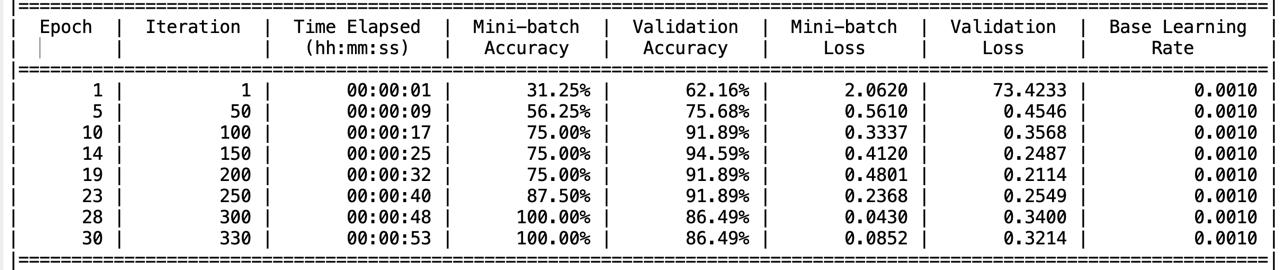 |======================================================================================================================|
| Epoch | Iteration | Time Elapsed | Mini-batch | Validation | Mini-batch | Validation | Base Learning |
| | | (hh:mm:ss) | Accuracy | Accuracy | Loss | Loss | Rate |
|======================================================================================================================|
| 1 | 1 | 00:00:01 | 31.25% | 62.16% | 2.0620 | 73.4233 | 0.0010 |
| 5 | 50 | 00:00:09 | 56.25% | 75.68% | 0.5610 | 0.4546 | 0.0010 |
| 10 | 100 | 00:00:17 | 75.00% | 91.89% | 0.3337 | 0.3568 | 0.0010 |
| 14 | 150 | 00:00:25 | 75.00% | 94.59% | 0.4120 | 0.2487 | 0.0010 |
| 19 | 200 | 00:00:32 | 75.00% | 91.89% | 0.4801 | 0.2114 | 0.0010 |
| 23 | 250 | 00:00:40 | 87.50% | 91.89% | 0.2368 | 0.2549 | 0.0010 |
| 28 | 300 | 00:00:48 | 100.00% | 86.49% | 0.0430 | 0.3400 | 0.0010 |
| 30 | 330 | 00:00:53 | 100.00% | 86.49% | 0.0852 | 0.3214 | 0.0010 |
|======================================================================================================================|